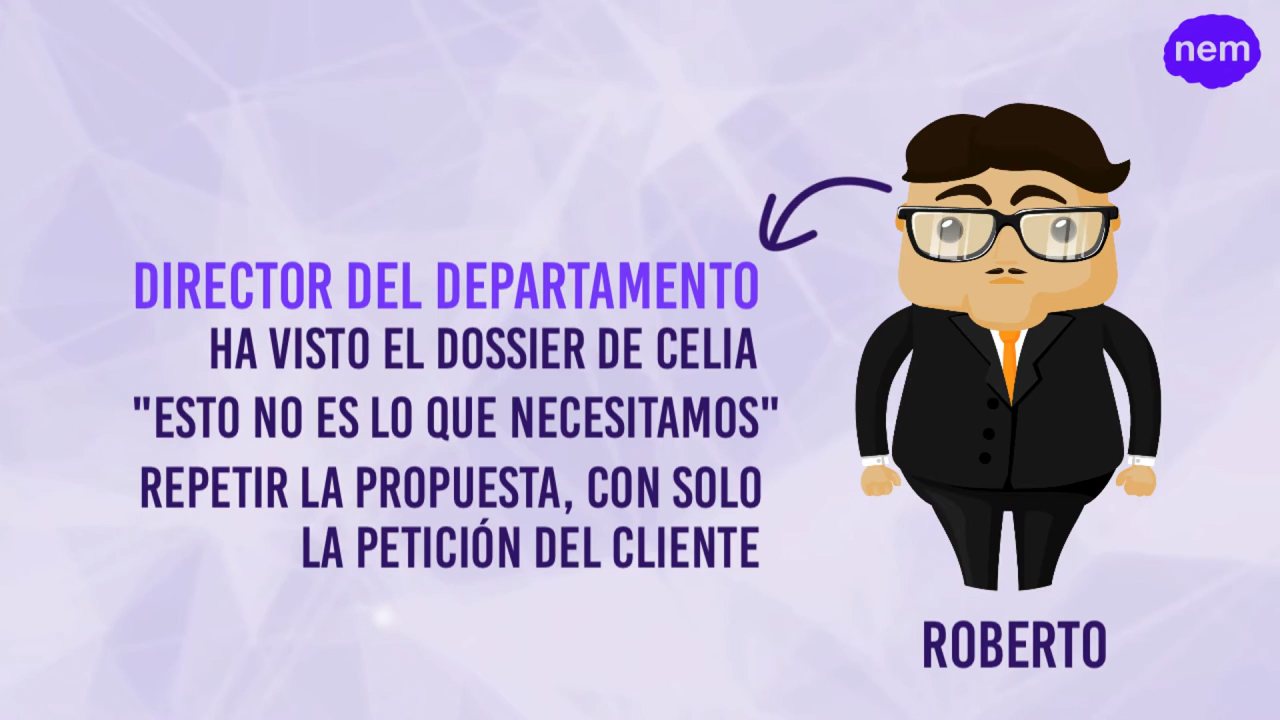 nem
DIRECTOR DEL DEPARTAMENTO
HA VISTO EL DOSSIER DE CELIA
"ESTO NO ES LO QUE NECESITAMOS"
REPETIR LA PROPUESTA, CON SOLO
LA PETICIÓN DEL CLIENTE
ROBERTO